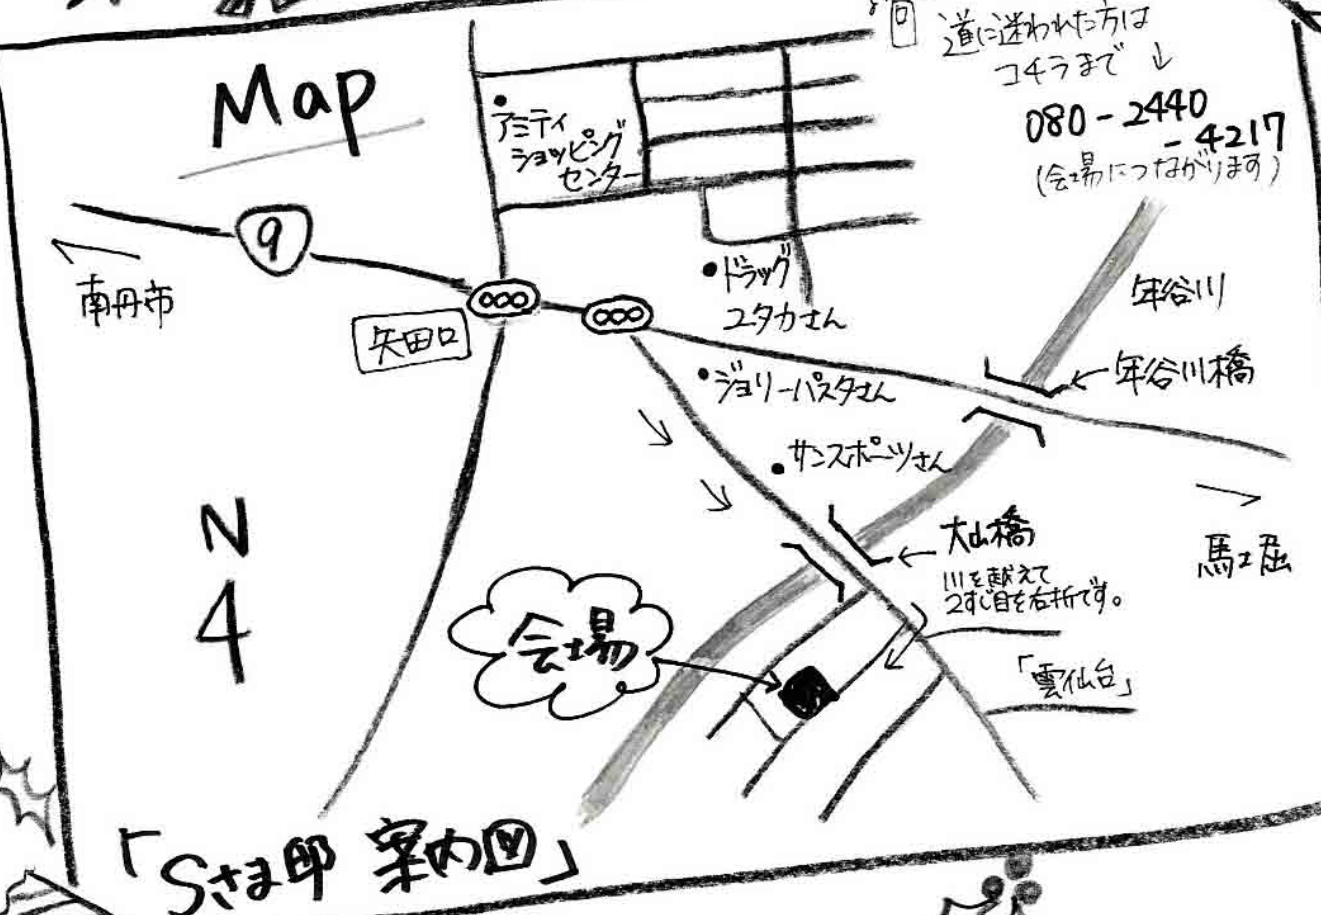 Map
道に迷われた方は
コチラまで ↓
080-2440
-4217
(会場につながります)
・アミティ
ショッピング
センター
9
南丹市
矢田口
・ドラッグ
ユタカさん
年谷川
年谷川橋
・ジョリーパスタさん
・サンスポーツさん
大山橋
川を越えて
2すじ目を右折です。
馬堀
N
4
会場
「雲仙台」
「Sさま邸 案内図」